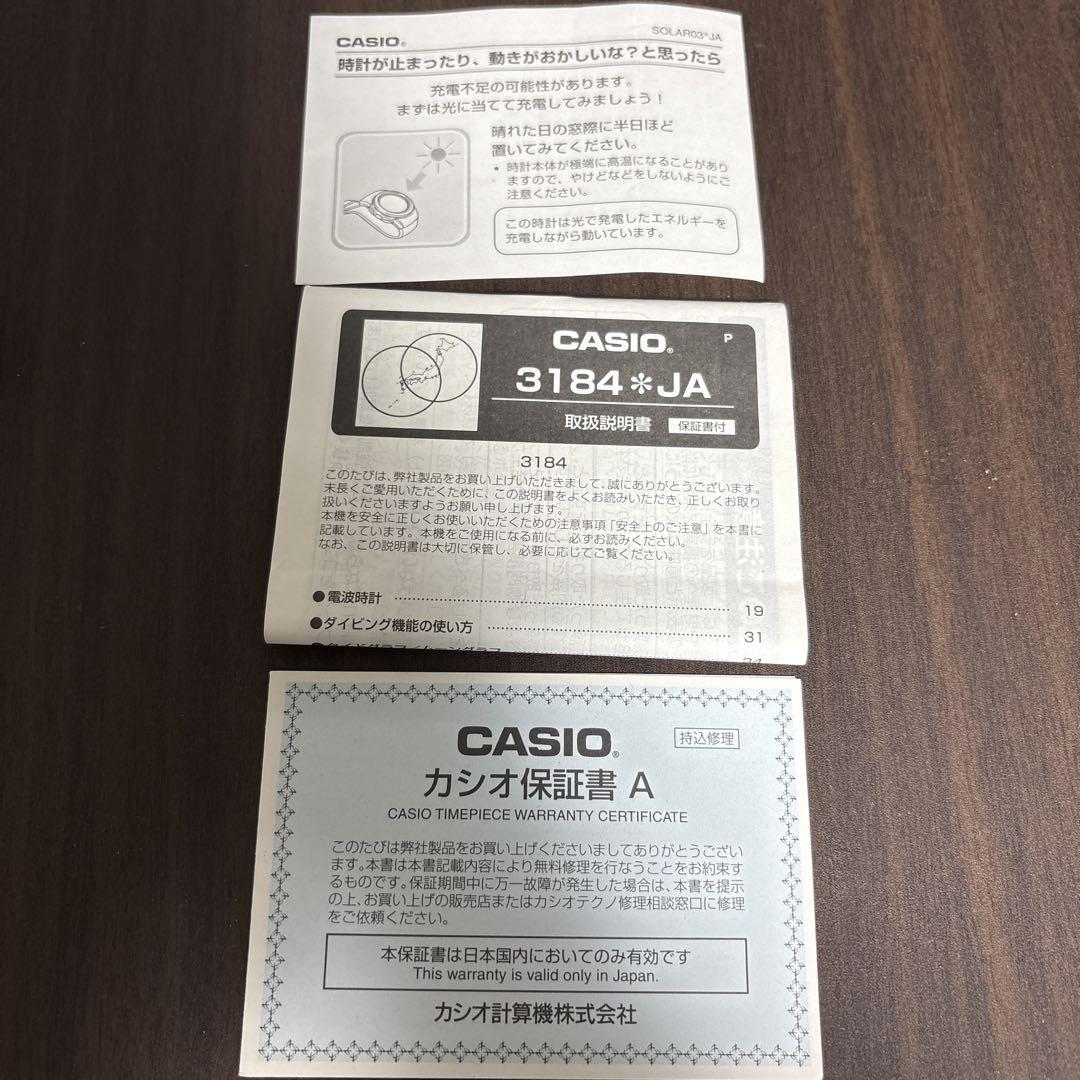 CASIO®
SOLAR03*JA
時計が止まったり、動きがおかしいな？と思ったら
充電不足の可能性があります。
まずは光に当てて充電してみましょう！
晴れた日の窓際に半日ほど
置いてみてください。
* 時計本体が極端に高温になることがあり
ますので、やけどなどをしないようにご
注意ください。
この時計は光で発電したエネルギーを
充電しながら動いています。
CASIO®
P
3184*JA
取扱説明書 保証書付
3184
このたびは、弊社製品をお買い上げいただきまして、誠にありがとうございます。
末長くご愛用いただくために、この説明書をよくお読みいただき、正しくお取り
扱いくださいますようお願い申し上げます。
本機を安全に正しくお使いいただくための注意事項「安全上のご注意」を本書に
記載しています。本機をご使用になる前に、必ずお読みください。
なお、この説明書は大切に保管し、必要に応じてご覧ください。
●電波時計 19
●ダイビング機能の使い方 31
CASIO®
持込修理
カシオ保証書 A
CASIO TIMEPIECE WARRANTY CERTIFICATE
このたびは弊社製品をお買い上げくださいましてありがとうござい
ます。本書は本書記載内容により無料修理を行なうことをお約束す
るものです。保証期間中に万一故障が発生した場合は、本書を提示
の上、お買い上げの販売店またはカシオテクノ修理相談窓口に修理
をご依頼ください。
本保証書は日本国内においてのみ有効です
This warranty is valid only in Japan.
カシオ計算機株式会社